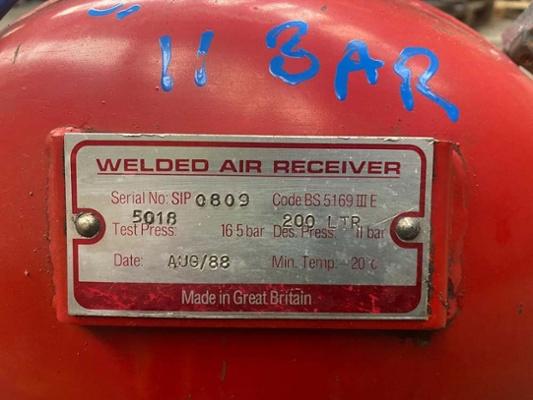 11 BAR
WELDED AIR RECEIVER
Serial No: SIP 0809 Code BS 5169 III E
5018 200 LTR
Test Press: 16·5 bar Des. Press: 11 bar
Date: AUG/88 Min. Temp: -20°c
Made in Great Britain